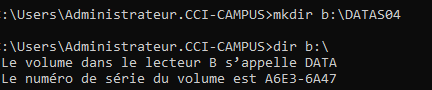 C:\Users\Administrateur.CCI-CAMPUS>mkdir b:\DATAS04
C:\Users\Administrateur.CCI-CAMPUS>dir b:\
Le volume dans le lecteur B s’appelle DATA
Le numéro de série du volume est A6E3-6A47